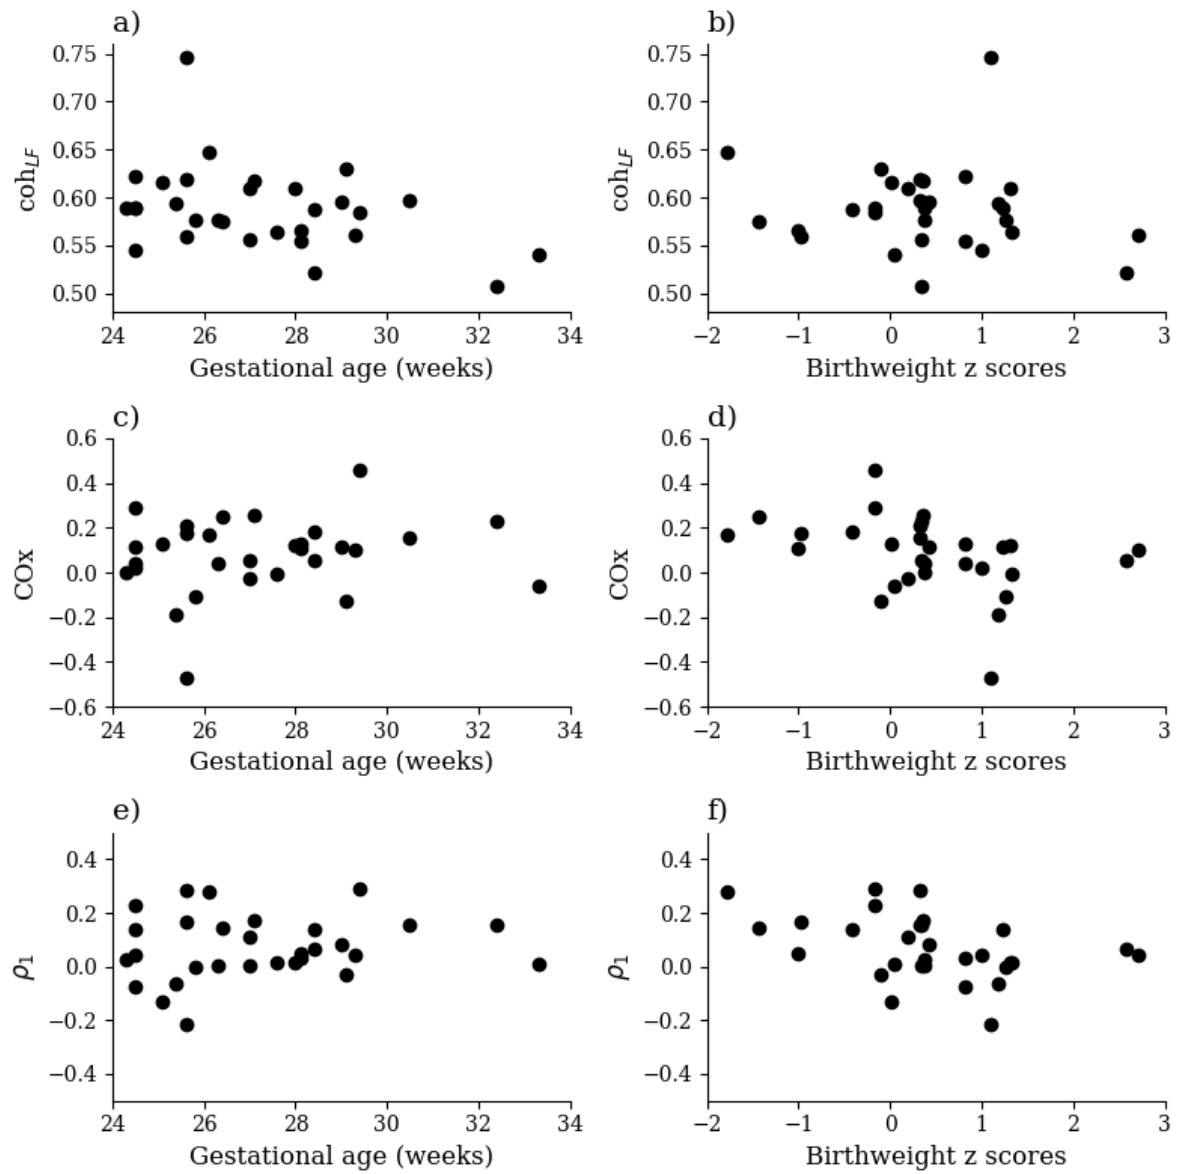 a)
0.75
0.70
0.65
0.60
0.55
0.50
coh_LF
24 26 28 30 32 34
Gestational age (weeks)
b)
0.75
0.70
0.65
0.60
0.55
0.50
coh_LF
−2 −1 0 1 2 3
Birthweight z scores
c)
0.6
0.4
0.2
0.0
−0.2
−0.4
−0.6
COx
24 26 28 30 32 34
Gestational age (weeks)
d)
0.6
0.4
0.2
0.0
−0.2
−0.4
−0.6
COx
−2 −1 0 1 2 3
Birthweight z scores
e)
0.4
0.2
0.0
−0.2
−0.4
ρ₁
24 26 28 30 32 34
Gestational age (weeks)
f)
0.4
0.2
0.0
−0.2
−0.4
ρ₁
−2 −1 0 1 2 3
Birthweight z scores